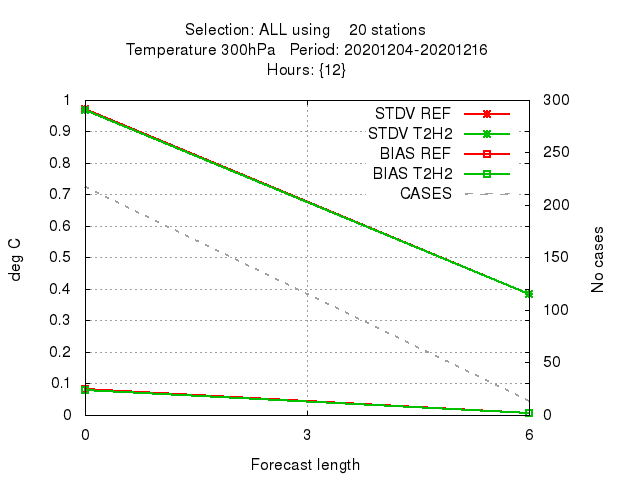 Selection: ALL using 20 stations
Temperature 300hPa Period: 20201204-20201216
Hours: {12}
1
0.9
0.8
0.7
0.6
0.5
0.4
0.3
0.2
0.1
0
deg C
STDV REF
STDV T2H2
BIAS REF
BIAS T2H2
CASES
300
250
200
150
100
50
0
No cases
0
3
6
Forecast length